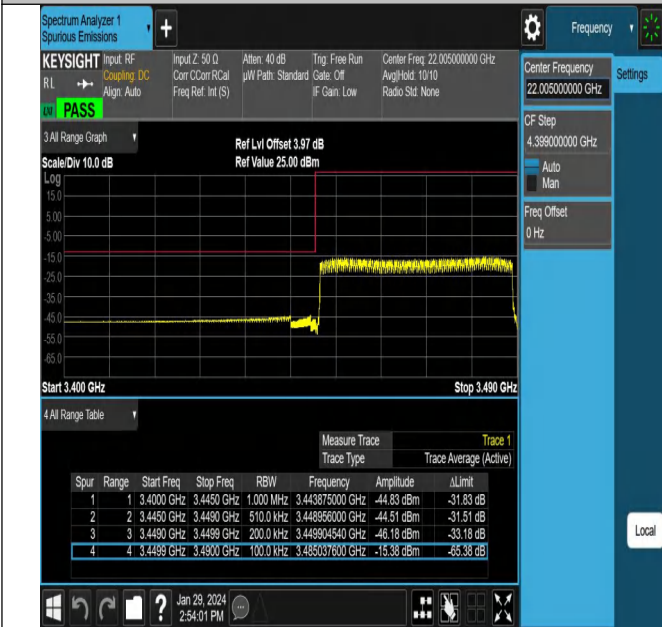 Spectrum Analyzer 1
Spurious Emissions
Frequency
KEYSIGHT
RL
Input: RF
Coupling: DC
Align: Auto
Input Z: 50 Ω
Corr CCorr RCal
Freq Ref: Int (S)
Atten: 40 dB
µW Path: Standard
Trig: Free Run
Gate: Off
IF Gain: Low
Center Freq: 22.005000000 GHz
Avg|Hold: 10/10
Radio Std: None
LXI PASS
3 All Range Graph
Scale/Div 10.0 dB
Ref Lvl Offset 3.97 dB
Ref Value 25.00 dBm
Log
15.0
5.00
-5.00
-15.0
-25.0
-35.0
-45.0
-55.0
-65.0
Start 3.400 GHz
Stop 3.490 GHz
4 All Range Table
Measure Trace Trace 1
Trace Type Trace Average (Active)
Spur Range Start Freq Stop Freq RBW Frequency Amplitude ΔLimit
1 1 3.4000 GHz 3.4450 GHz 1.000 MHz 3.443875000 GHz -44.83 dBm -31.83 dB
2 2 3.4450 GHz 3.4490 GHz 510.0 kHz 3.448956000 GHz -44.51 dBm -31.51 dB
3 3 3.4490 GHz 3.4499 GHz 200.0 kHz 3.449904540 GHz -46.18 dBm -33.18 dB
4 4 3.4499 GHz 3.4900 GHz 100.0 kHz 3.485037600 GHz -15.38 dBm -65.38 dB
Center Frequency
22.005000000 GHz
Settings
CF Step
4.399000000 GHz
Auto
Man
Freq Offset
0 Hz
Local
?
Jan 29, 2024
2:54:01 PM